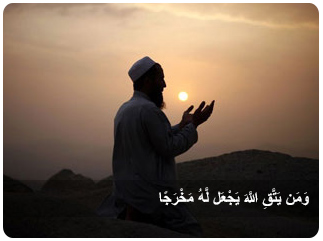 وَمَن يَتَّقِ اللَّهَ يَجْعَل لَّهُ مَخْرَجًا